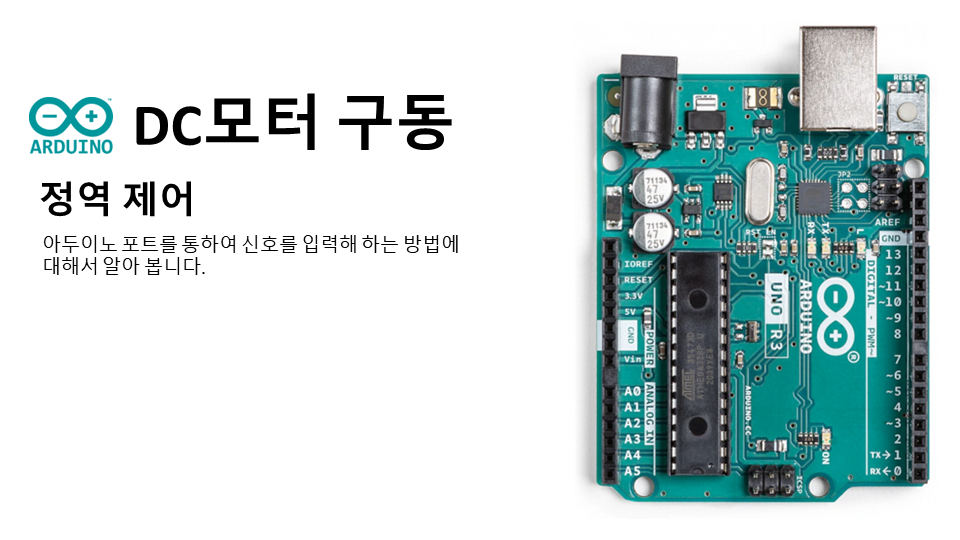 ARDUINO
DC모터 구동
정역 제어
아두이노 포트를 통하여 신호를 입력해 하는 방법에
대해서 알아 봅니다.
RESET
JP2
71134
47
25V
71134
47
25V
RST EN
RX
TX
L
AREF
GND
13
12
~11
~10
~9
8
7
~6
~5
4
~3
2
TX→1
RX←0
DIGITAL - PWM~
IOREF
RESET
3.3V
5V
GND
Vin
POWER
A0
A1
A2
A3
A4
A5
ANALOG IN
UNO R3
ARDUINO
ARDUINO.CC
ON
ICSP